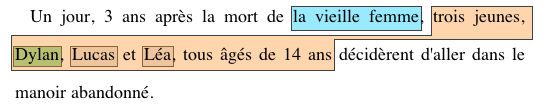 Un jour, 3 ans après la mort de la vieille femme, trois jeunes,
Dylan, Lucas et Léa, tous âgés de 14 ans décidèrent d'aller dans le
manoir abandonné.